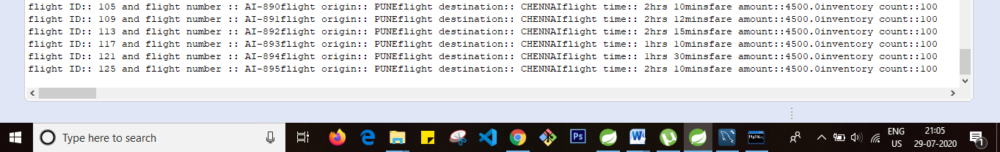 flight ID:: 105 and flight number :: AI-890flight origin:: PUNEflight destination:: CHENNAIflight time:: 2hrs 10minsfare amount::4500.0inventory count::100
flight ID:: 109 and flight number :: AI-891flight origin:: PUNEflight destination:: CHENNAIflight time:: 2hrs 12minsfare amount::4500.0inventory count::100
flight ID:: 113 and flight number :: AI-892flight origin:: PUNEflight destination:: CHENNAIflight time:: 2hrs 15minsfare amount::4500.0inventory count::100
flight ID:: 117 and flight number :: AI-893flight origin:: PUNEflight destination:: CHENNAIflight time:: 1hrs 10minsfare amount::4500.0inventory count::100
flight ID:: 121 and flight number :: AI-894flight origin:: PUNEflight destination:: CHENNAIflight time:: 1hrs 30minsfare amount::4500.0inventory count::100
flight ID:: 125 and flight number :: AI-895flight origin:: PUNEflight destination:: CHENNAIflight time:: 2hrs 10minsfare amount::4500.0inventory count::100
Type here to search
Ps
W
MySQL
ENG
US
21:05
29-07-2020
1